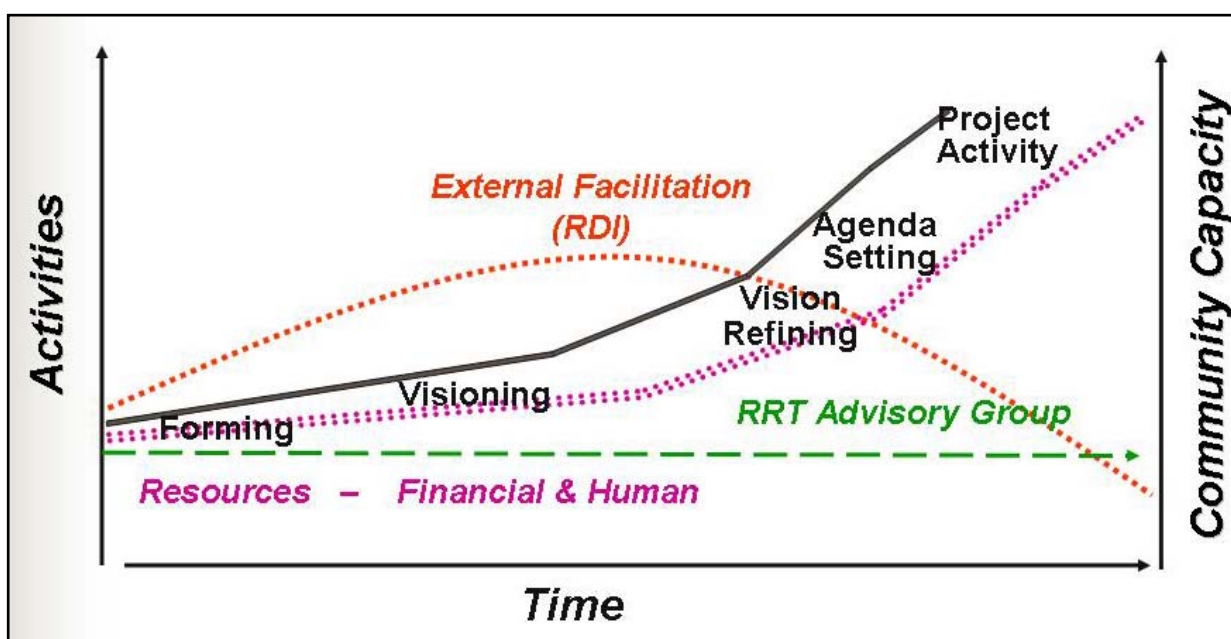 Project
Activity
External Facilitation
(RDI)
Agenda
Setting
Vision
Refining
Visioning
Forming
RRT Advisory Group
Resources – Financial & Human
Activities
Community Capacity
Time